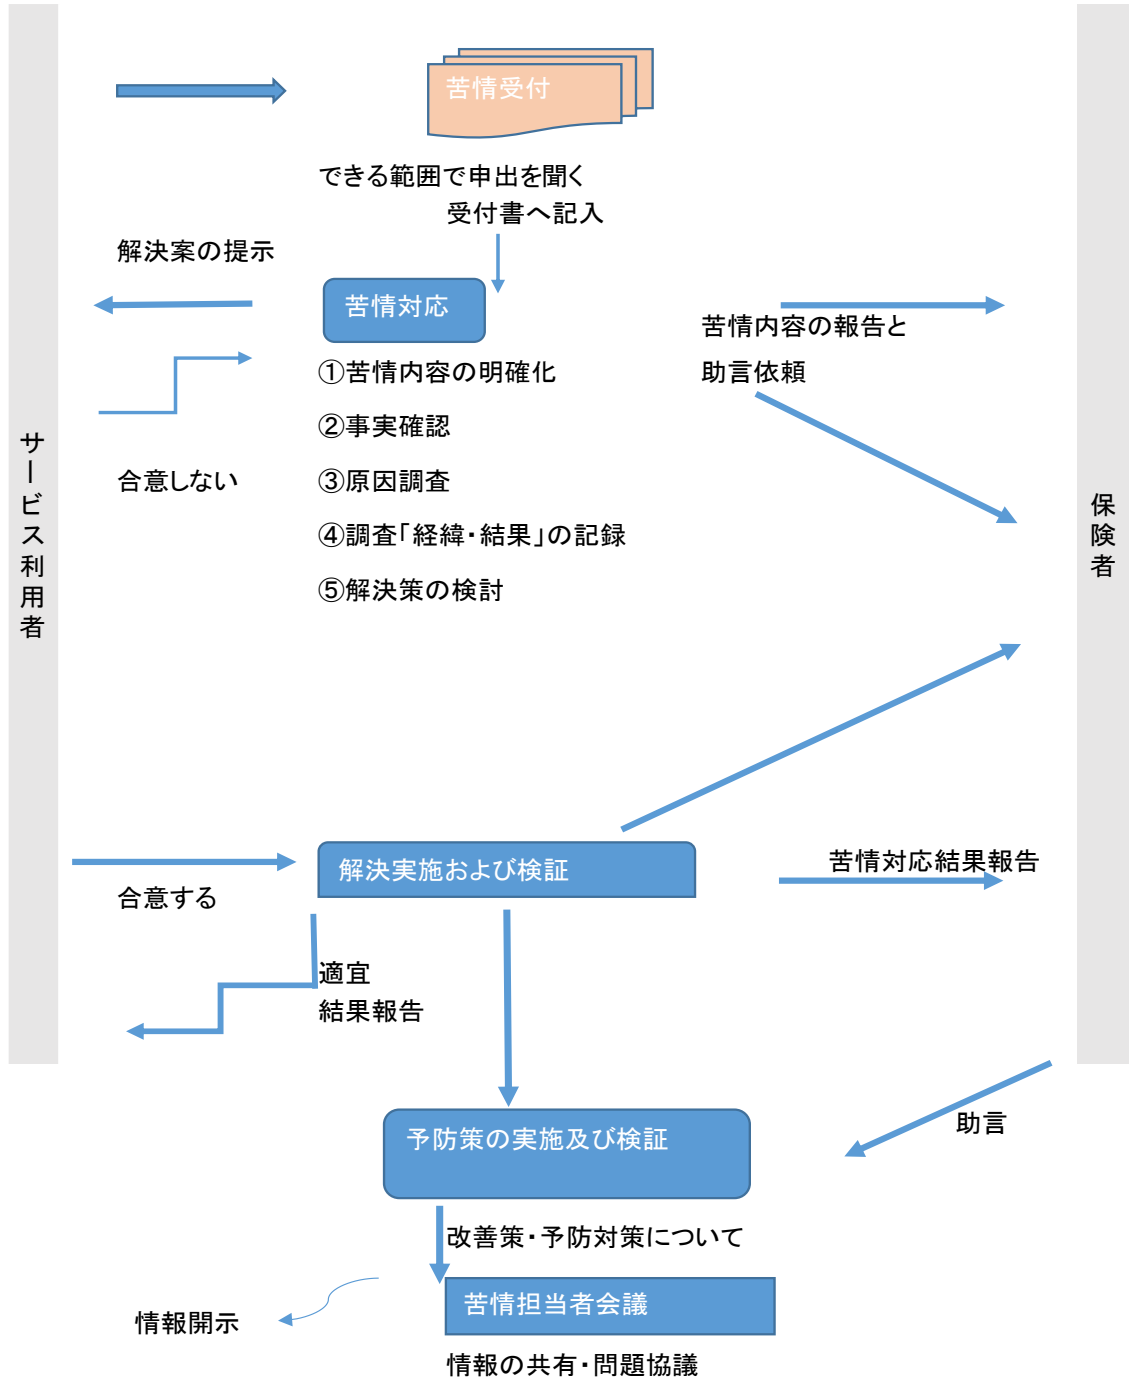 苦情受付
できる範囲で申出を聞く
受付書へ記入
解決案の提示
苦情対応
苦情内容の報告と
助言依頼
①苦情内容の明確化
②事実確認
合意しない
③原因調査
④調査「経緯・結果」の記録
⑤解決策の検討
サービス利用者
保険者
解決実施および検証
苦情対応結果報告
合意する
適宜
結果報告
助言
予防策の実施及び検証
改善策・予防対策について
苦情担当者会議
情報開示
情報の共有・問題協議